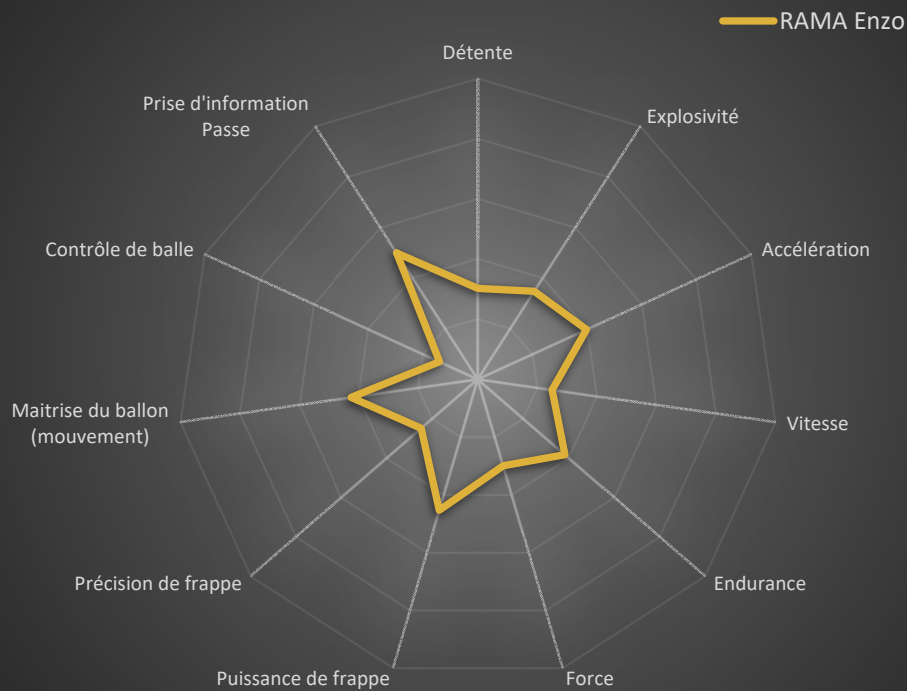 RAMA Enzo
Détente
Explosivité
Accélération
Vitesse
Endurance
Force
Puissance de frappe
Précision de frappe
Maitrise du ballon
(mouvement)
Contrôle de balle
Prise d'information
Passe